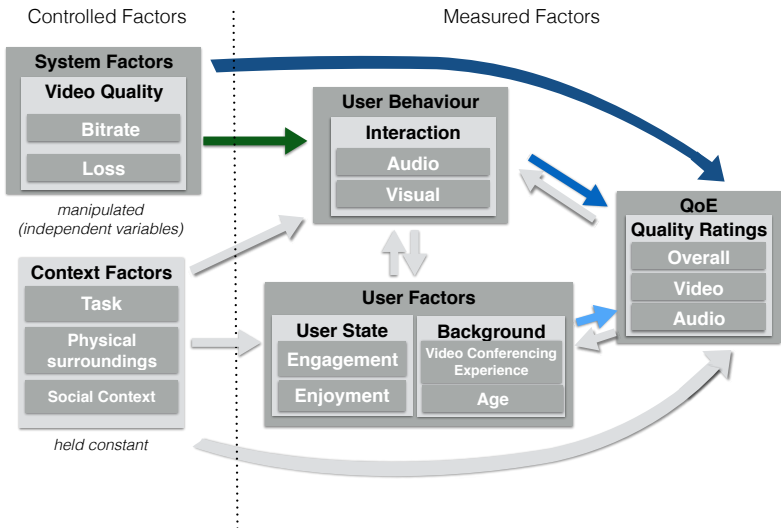 Controlled Factors
Measured Factors
System Factors
Video Quality
Bitrate
Loss
manipulated
(independent variables)
Context Factors
Task
Physical
surroundings
Social Context
held constant
User Behaviour
Interaction
Audio
Visual
User Factors
User State
Engagement
Enjoyment
Background
Video Conferencing
Experience
Age
QoE
Quality Ratings
Overall
Video
Audio